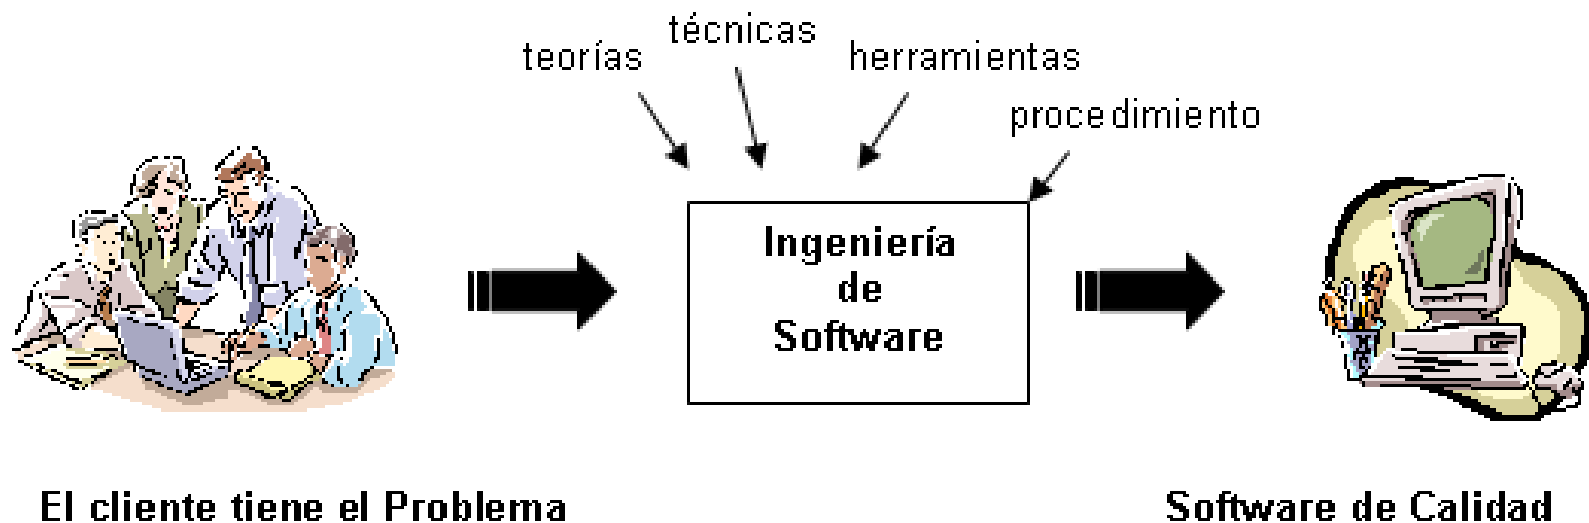 teorías
técnicas
herramientas
procedimiento
Ingeniería
de
Software
El cliente tiene el Problema
Software de Calidad